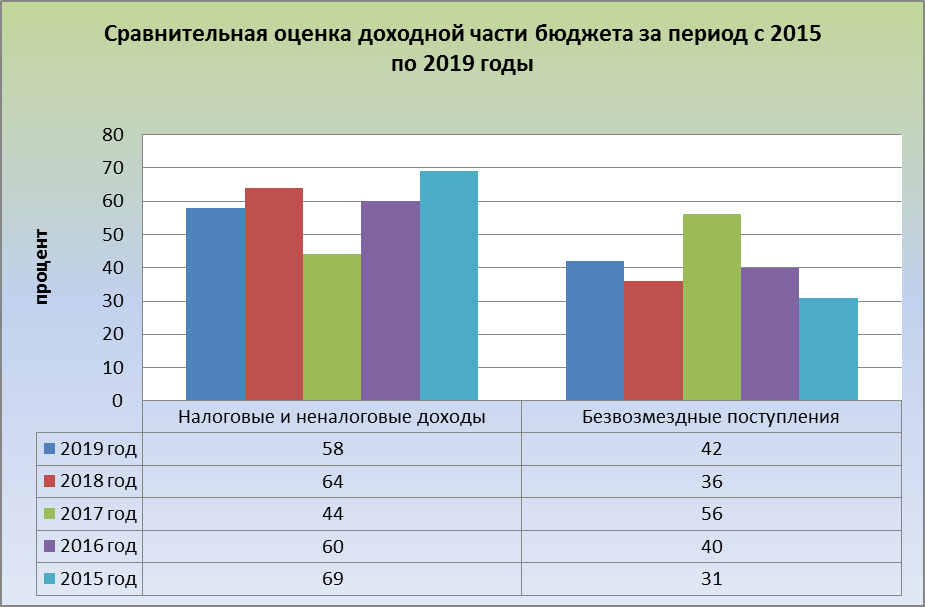 Сравнительная оценка доходной части бюджета за период с 2015
по 2019 годы
процент
80
70
60
50
40
30
20
10
0
Налоговые и неналоговые доходы Безвозмездные поступления
2019 год 58 42
2018 год 64 36
2017 год 44 56
2016 год 60 40
2015 год 69 31